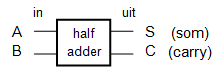 in uit
A half S (som)
B adder C (carry)